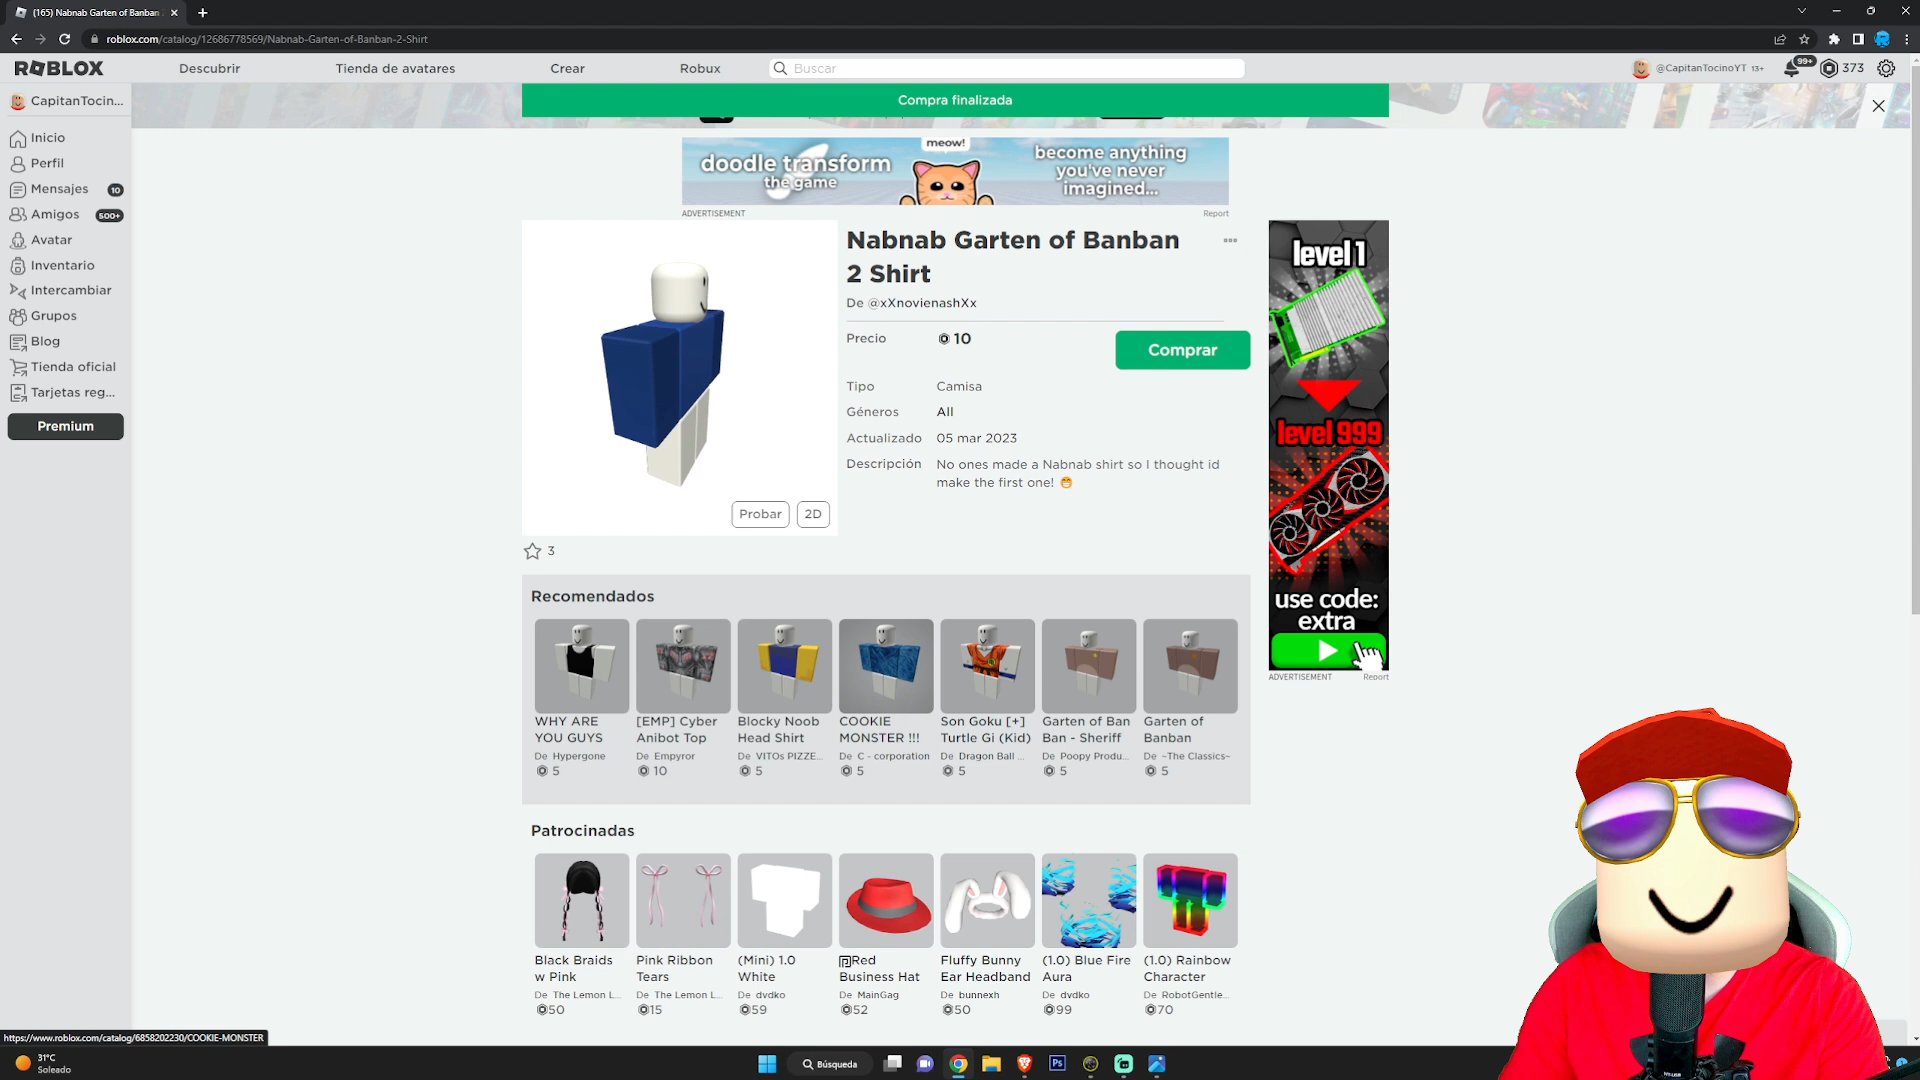 (165) Nabnab Garten of Banban
roblox.com/catalog/12686778569/Nabnab-Garten-of-Banban-2-Shirt
ROBLOX
Descubrir
Tienda de avatares
Crear
Robux
Buscar
@CapitanTocinoYT 13+
99+
373
CapitanTocin...
Inicio
Perfil
Mensajes 10
Amigos 500+
Avatar
Inventario
Intercambiar
Grupos
Blog
Tienda oficial
Tarjetas reg...
Premium
Compra finalizada
doodle transform
the game
meow!
become anything
you've never
imagined...
ADVERTISEMENT
Report
Nabnab Garten of Banban
2 Shirt
De @xXnovienashXx
Precio 10
Comprar
Tipo Camisa
Géneros All
Actualizado 05 mar 2023
Descripción No ones made a Nabnab shirt so I thought id
make the first one! 😁
Probar
2D
3
level 1
level 999
use code:
extra
ADVERTISEMENT
Report
Recomendados
WHY ARE
YOU GUYS
De Hypergone
5
[EMP] Cyber
Anibot Top
De Empyror
10
Blocky Noob
Head Shirt
De VITOs PIZZE...
5
COOKIE
MONSTER !!!
De C - corporation
5
Son Goku [+]
Turtle Gi (Kid)
De Dragon Ball ...
5
Garten of Ban
Ban - Sheriff
De Poopy Produ...
5
Garten of
Banban
De ~The Classics~
5
Patrocinadas
Black Braids
w Pink
De The Lemon L...
50
Pink Ribbon
Tears
De The Lemon L...
15
(Mini) 1.0
White
De dvdko
59
Red
Business Hat
De MainGag
52
Fluffy Bunny
Ear Headband
De bunnexh
50
(1.0) Blue Fire
Aura
De dvdko
99
(1.0) Rainbow
Character
De RobotGentle...
70
https://www.roblox.com/catalog/6858202230/COOKIE-MONSTER
31°C
Soleado
Búsqueda
Ps